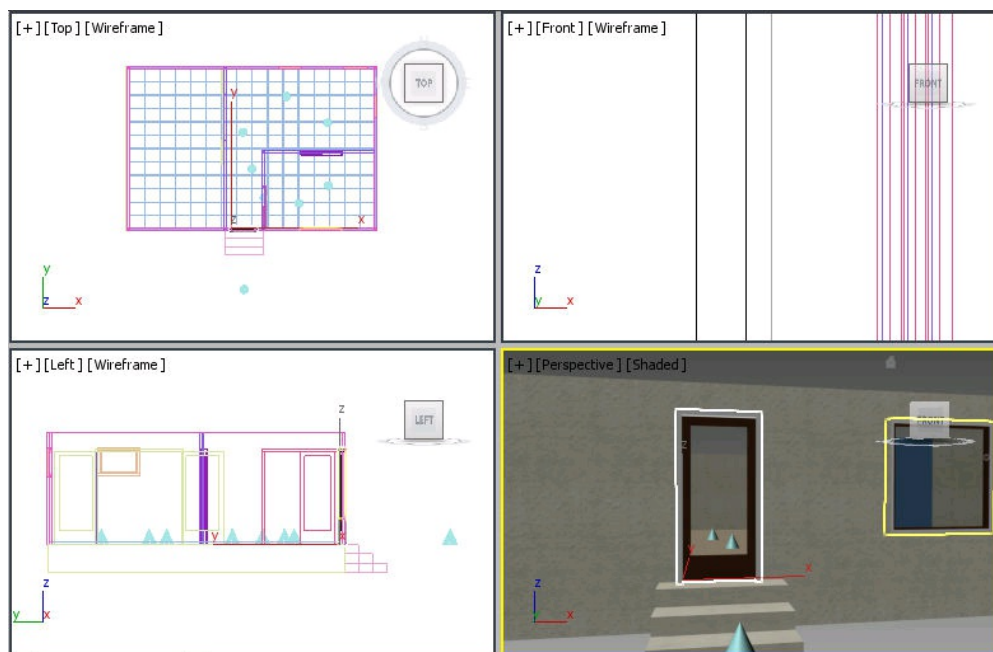 [+] [Top] [Wireframe]
TOP
y
z
x
y
z
x
[+] [Front] [Wireframe]
FRONT
z
y
x
[+] [Left] [Wireframe]
LEFT
z
y
x
z
y
x
[+] [Perspective] [Shaded]
FRONT
z
y
x
z
x